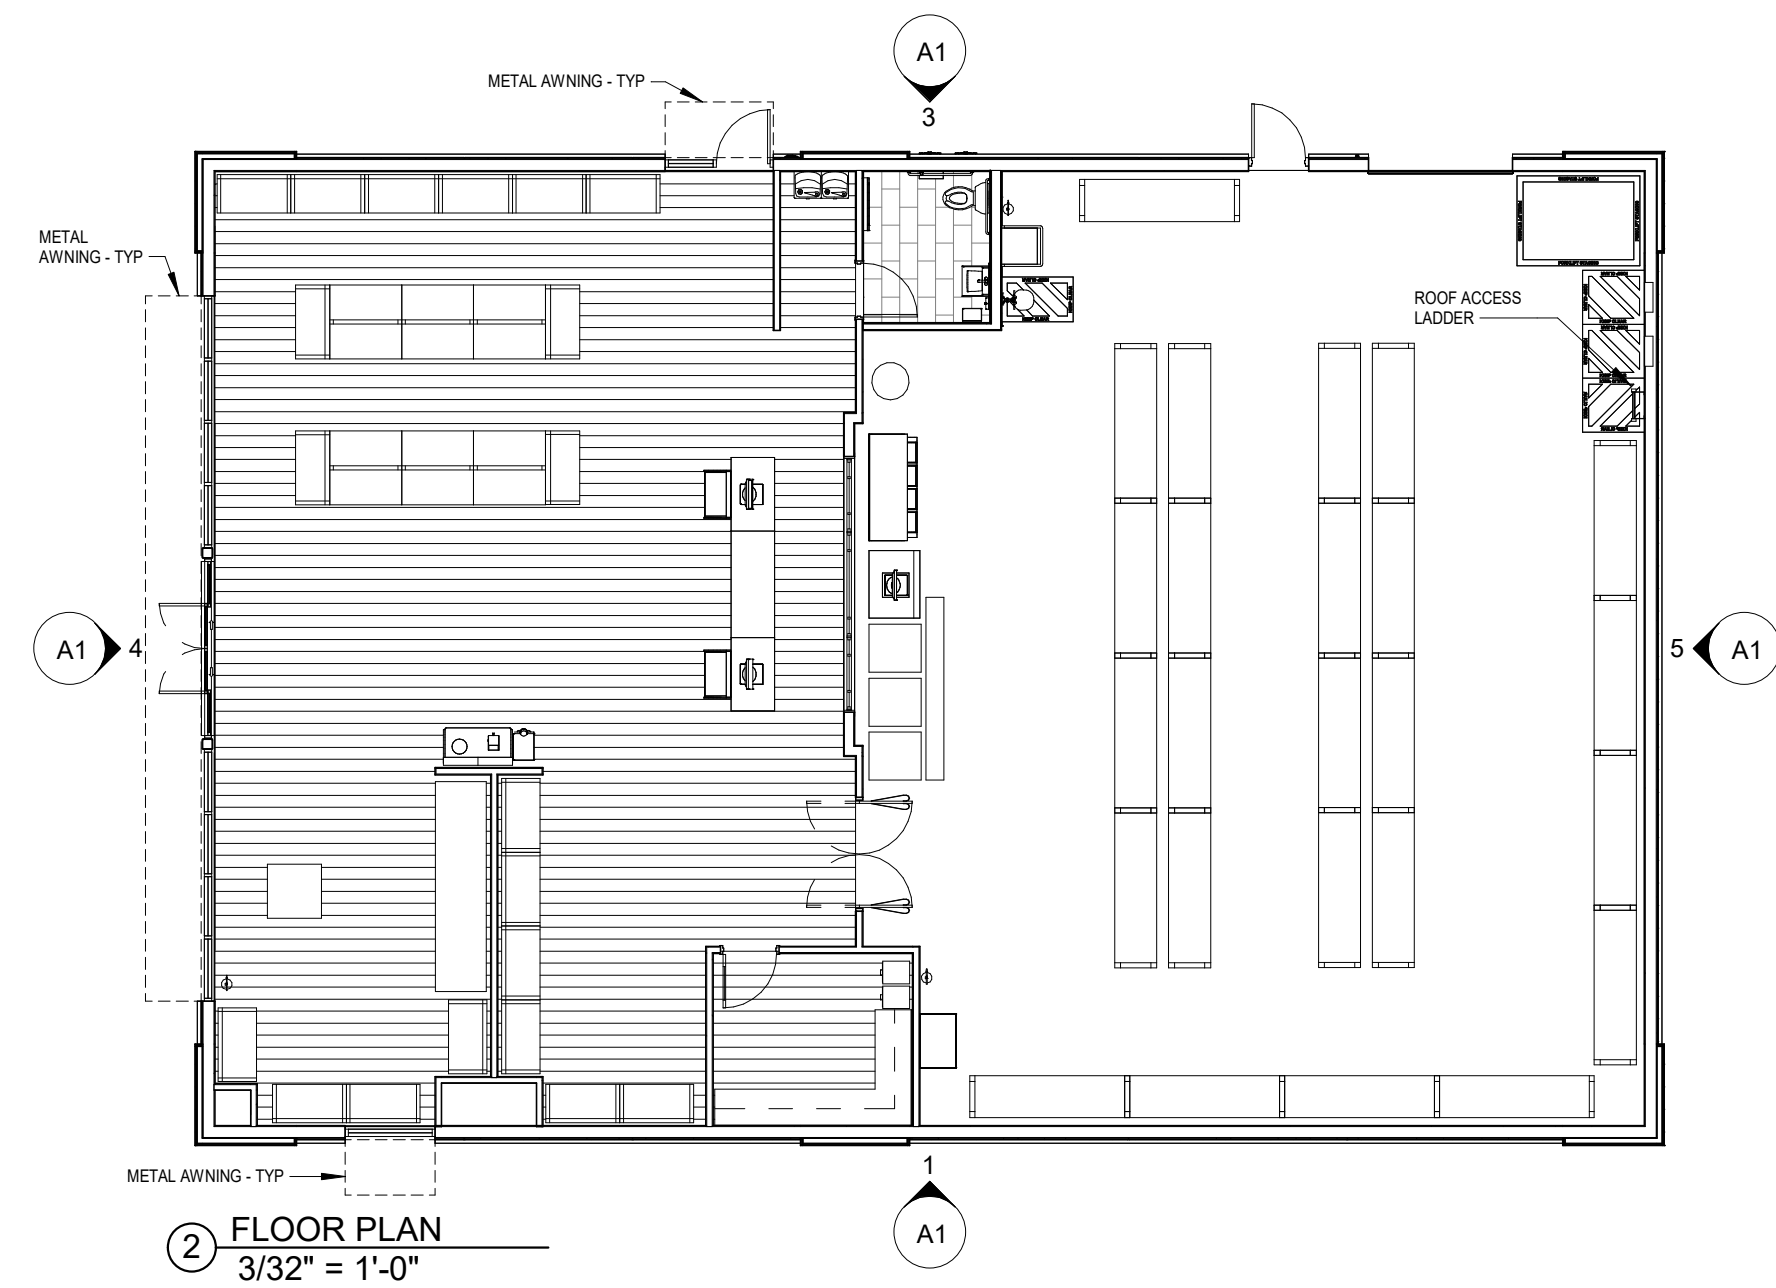 A1
3
METAL AWNING - TYP
METAL
AWNING - TYP
ROOF ACCESS
LADDER
A1
4
5
A1
METAL AWNING - TYP
1
A1
2
FLOOR PLAN
3/32" = 1'-0"